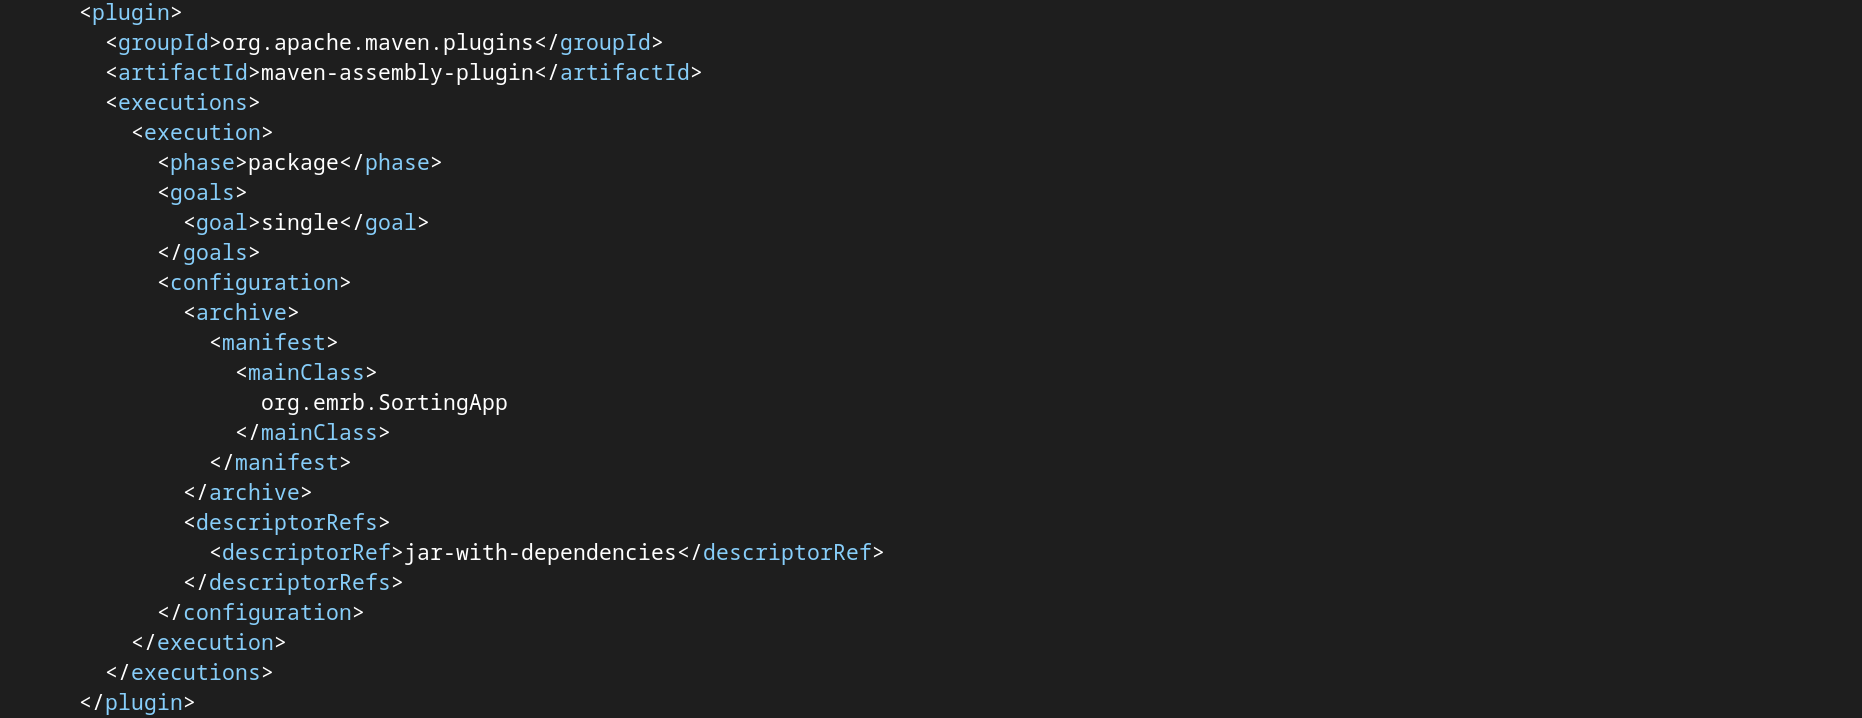 <plugin>
<groupId>org.apache.maven.plugins</groupId>
<artifactId>maven-assembly-plugin</artifactId>
<executions>
<execution>
<phase>package</phase>
<goals>
<goal>single</goal>
</goals>
<configuration>
<archive>
<manifest>
<mainClass>
org.emrb.SortingApp
</mainClass>
</manifest>
</archive>
<descriptorRefs>
<descriptorRef>jar-with-dependencies</descriptorRef>
</descriptorRefs>
</configuration>
</execution>
</executions>
</plugin>